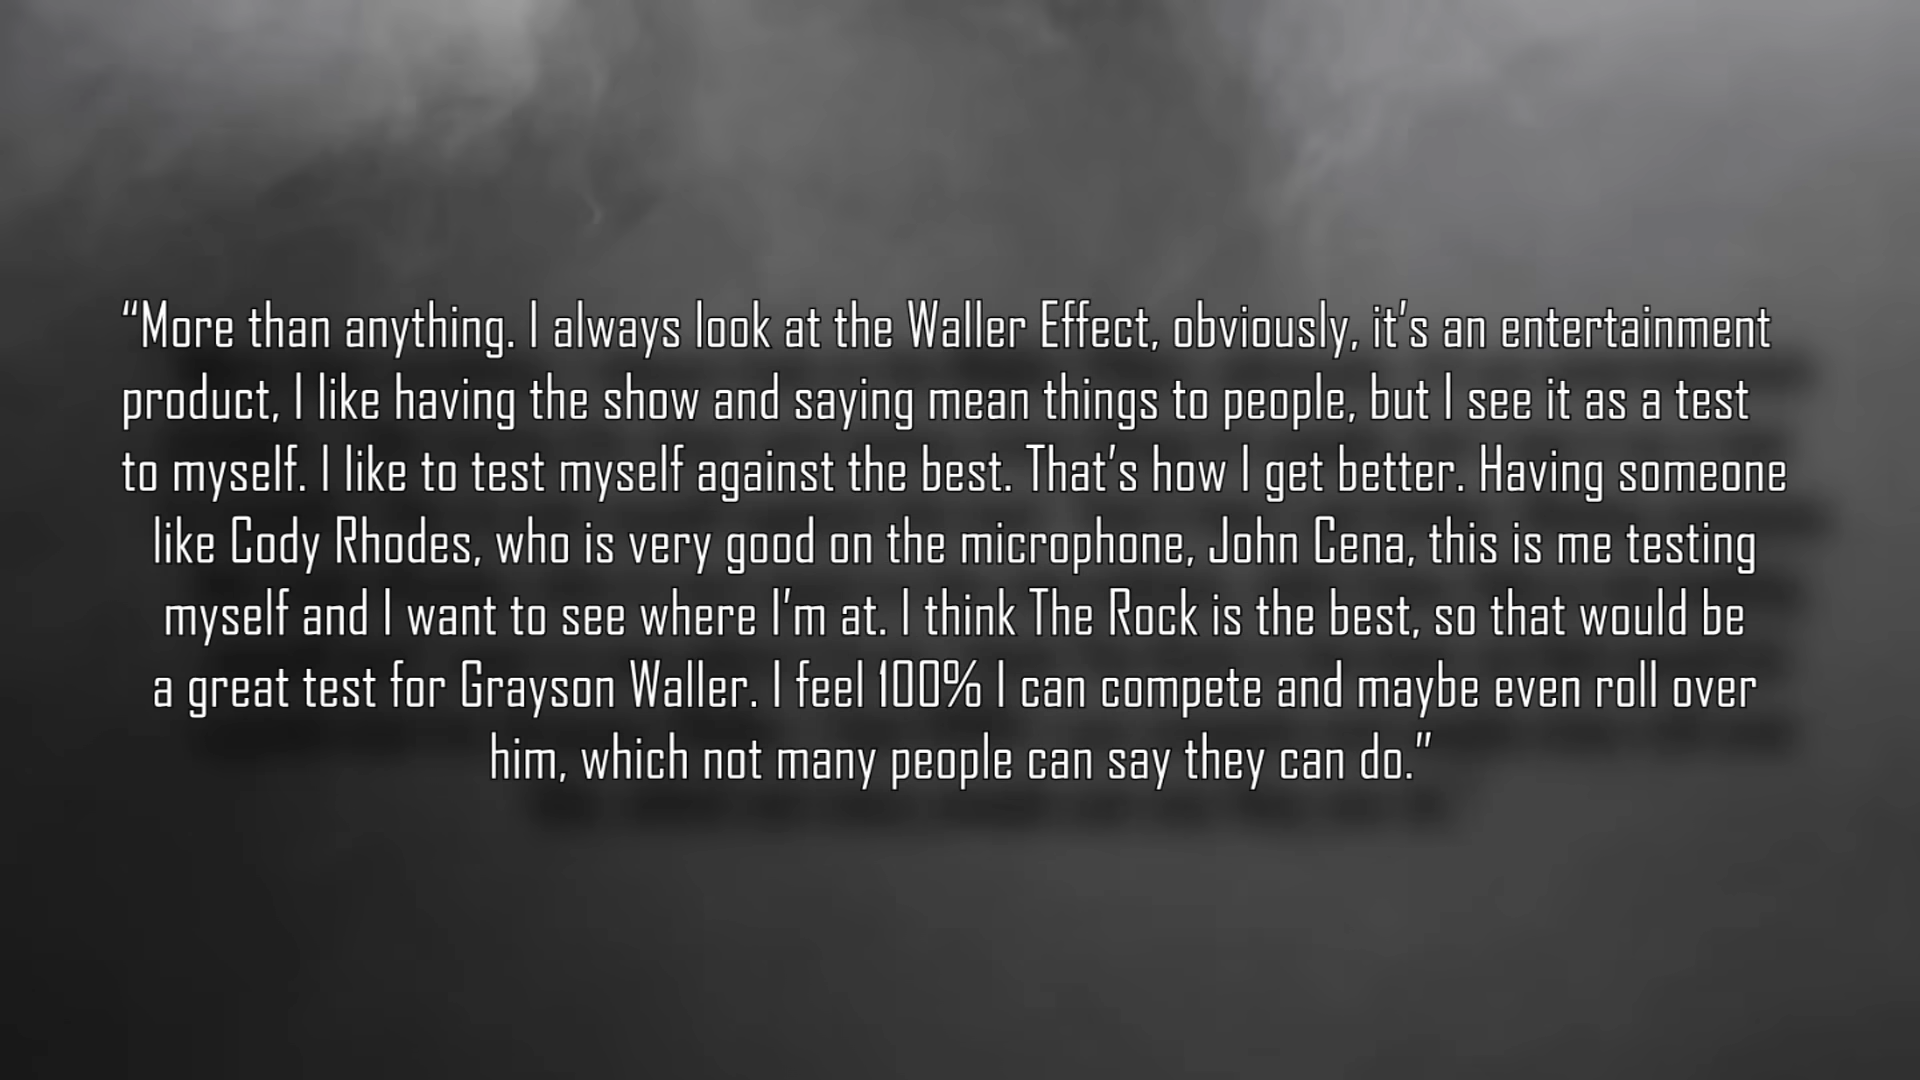 “More than anything. I always look at the Waller Effect, obviously, it’s an entertainment
product, I like having the show and saying mean things to people, but I see it as a test
to myself. I like to test myself against the best. That’s how I get better. Having someone
like Cody Rhodes, who is very good on the microphone, John Cena, this is me testing
myself and I want to see where I’m at. I think The Rock is the best, so that would be
a great test for Grayson Waller. I feel 100% I can compete and maybe even roll over
him, which not many people can say they can do.”